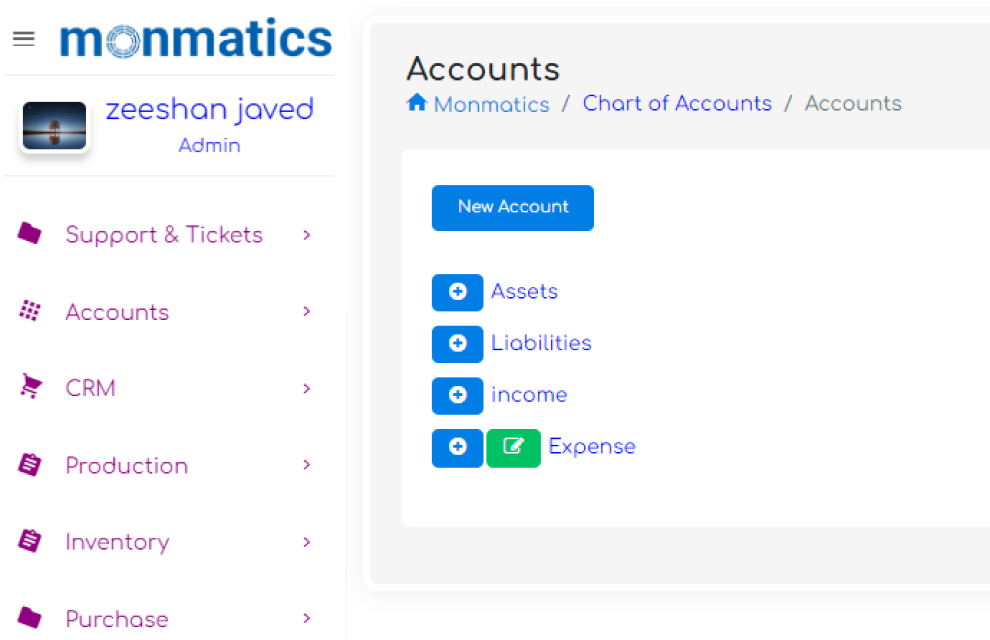 monmatics
zeeshan javed
Admin
Support & Tickets
Accounts
CRM
Production
Inventory
Purchase
Accounts
Monmatics / Chart of Accounts / Accounts
New Account
Assets
Liabilities
income
Expense